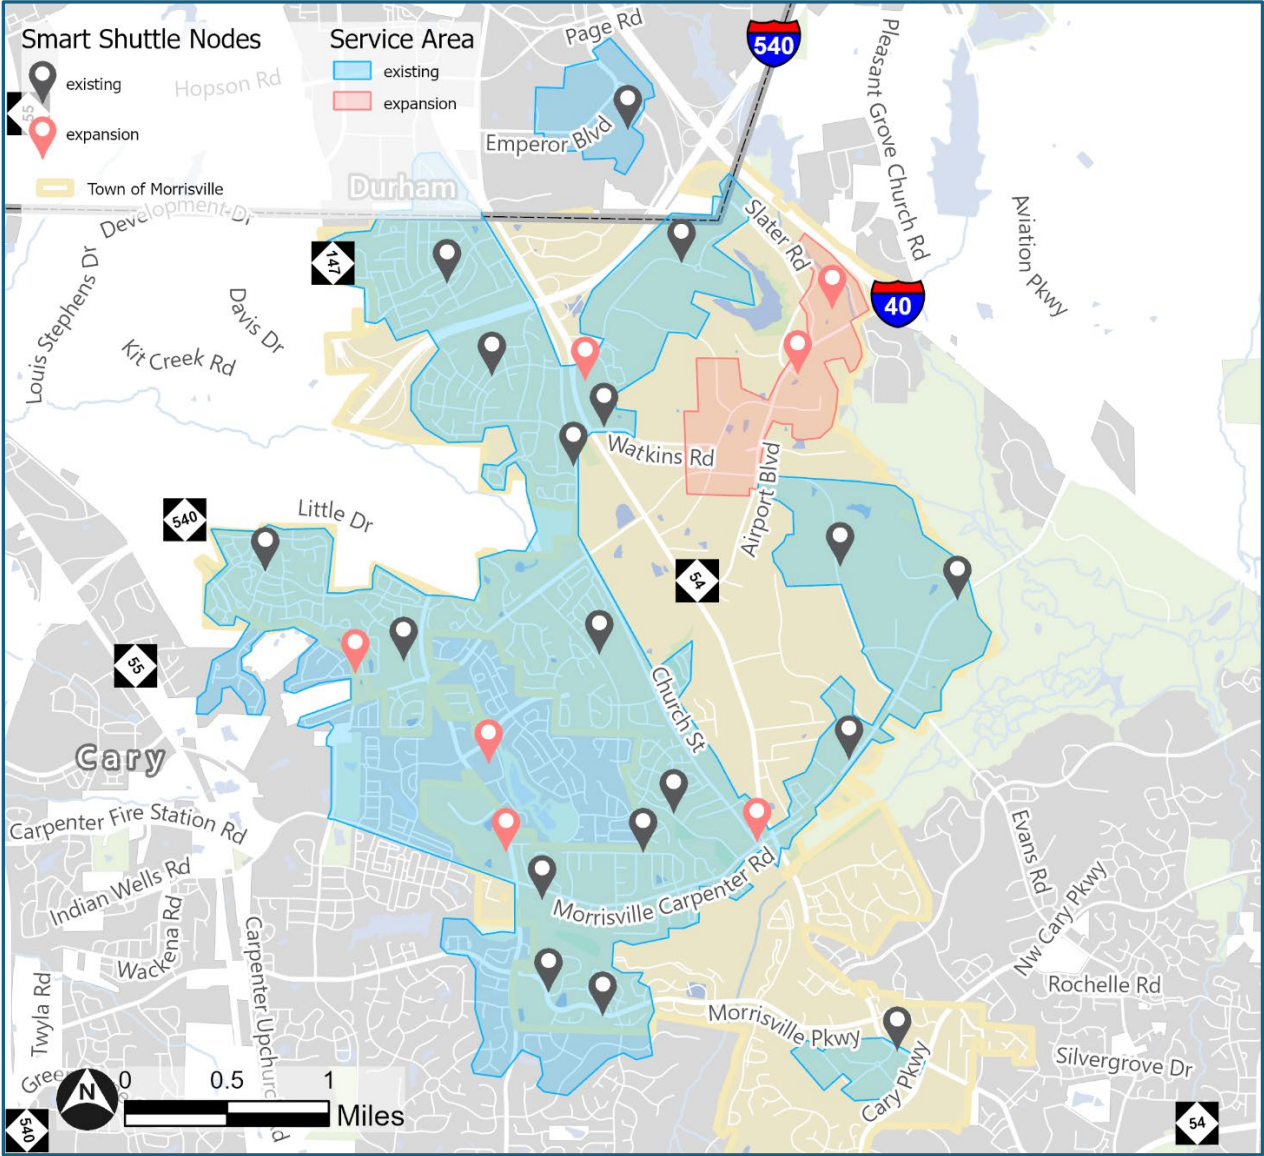 Smart Shuttle Nodes
existing
expansion
Town of Morrisville
Service Area
existing
expansion
Page Rd
540
Pleasant Grove Church Rd
Hopson Rd
55
Emperor Blvd
Durham
Development Dr
Slater Rd
Aviation Pkwy
147
Louis Stephens Dr
Davis Dr
40
Kit Creek Rd
Watkins Rd
Airport Blvd
Little Dr
540
54
55
Church St
Cary
Carpenter Fire Station Rd
Evans Rd
Indian Wells Rd
Morrisville Carpenter Rd
Nw Cary Pkwy
Wackena Rd
Carpenter Upchurch Rd
Twyla Rd
Rochelle Rd
Morrisville Pkwy
Silvergrove Dr
Cary Pkwy
N
0 0.5 1
Miles
540
54